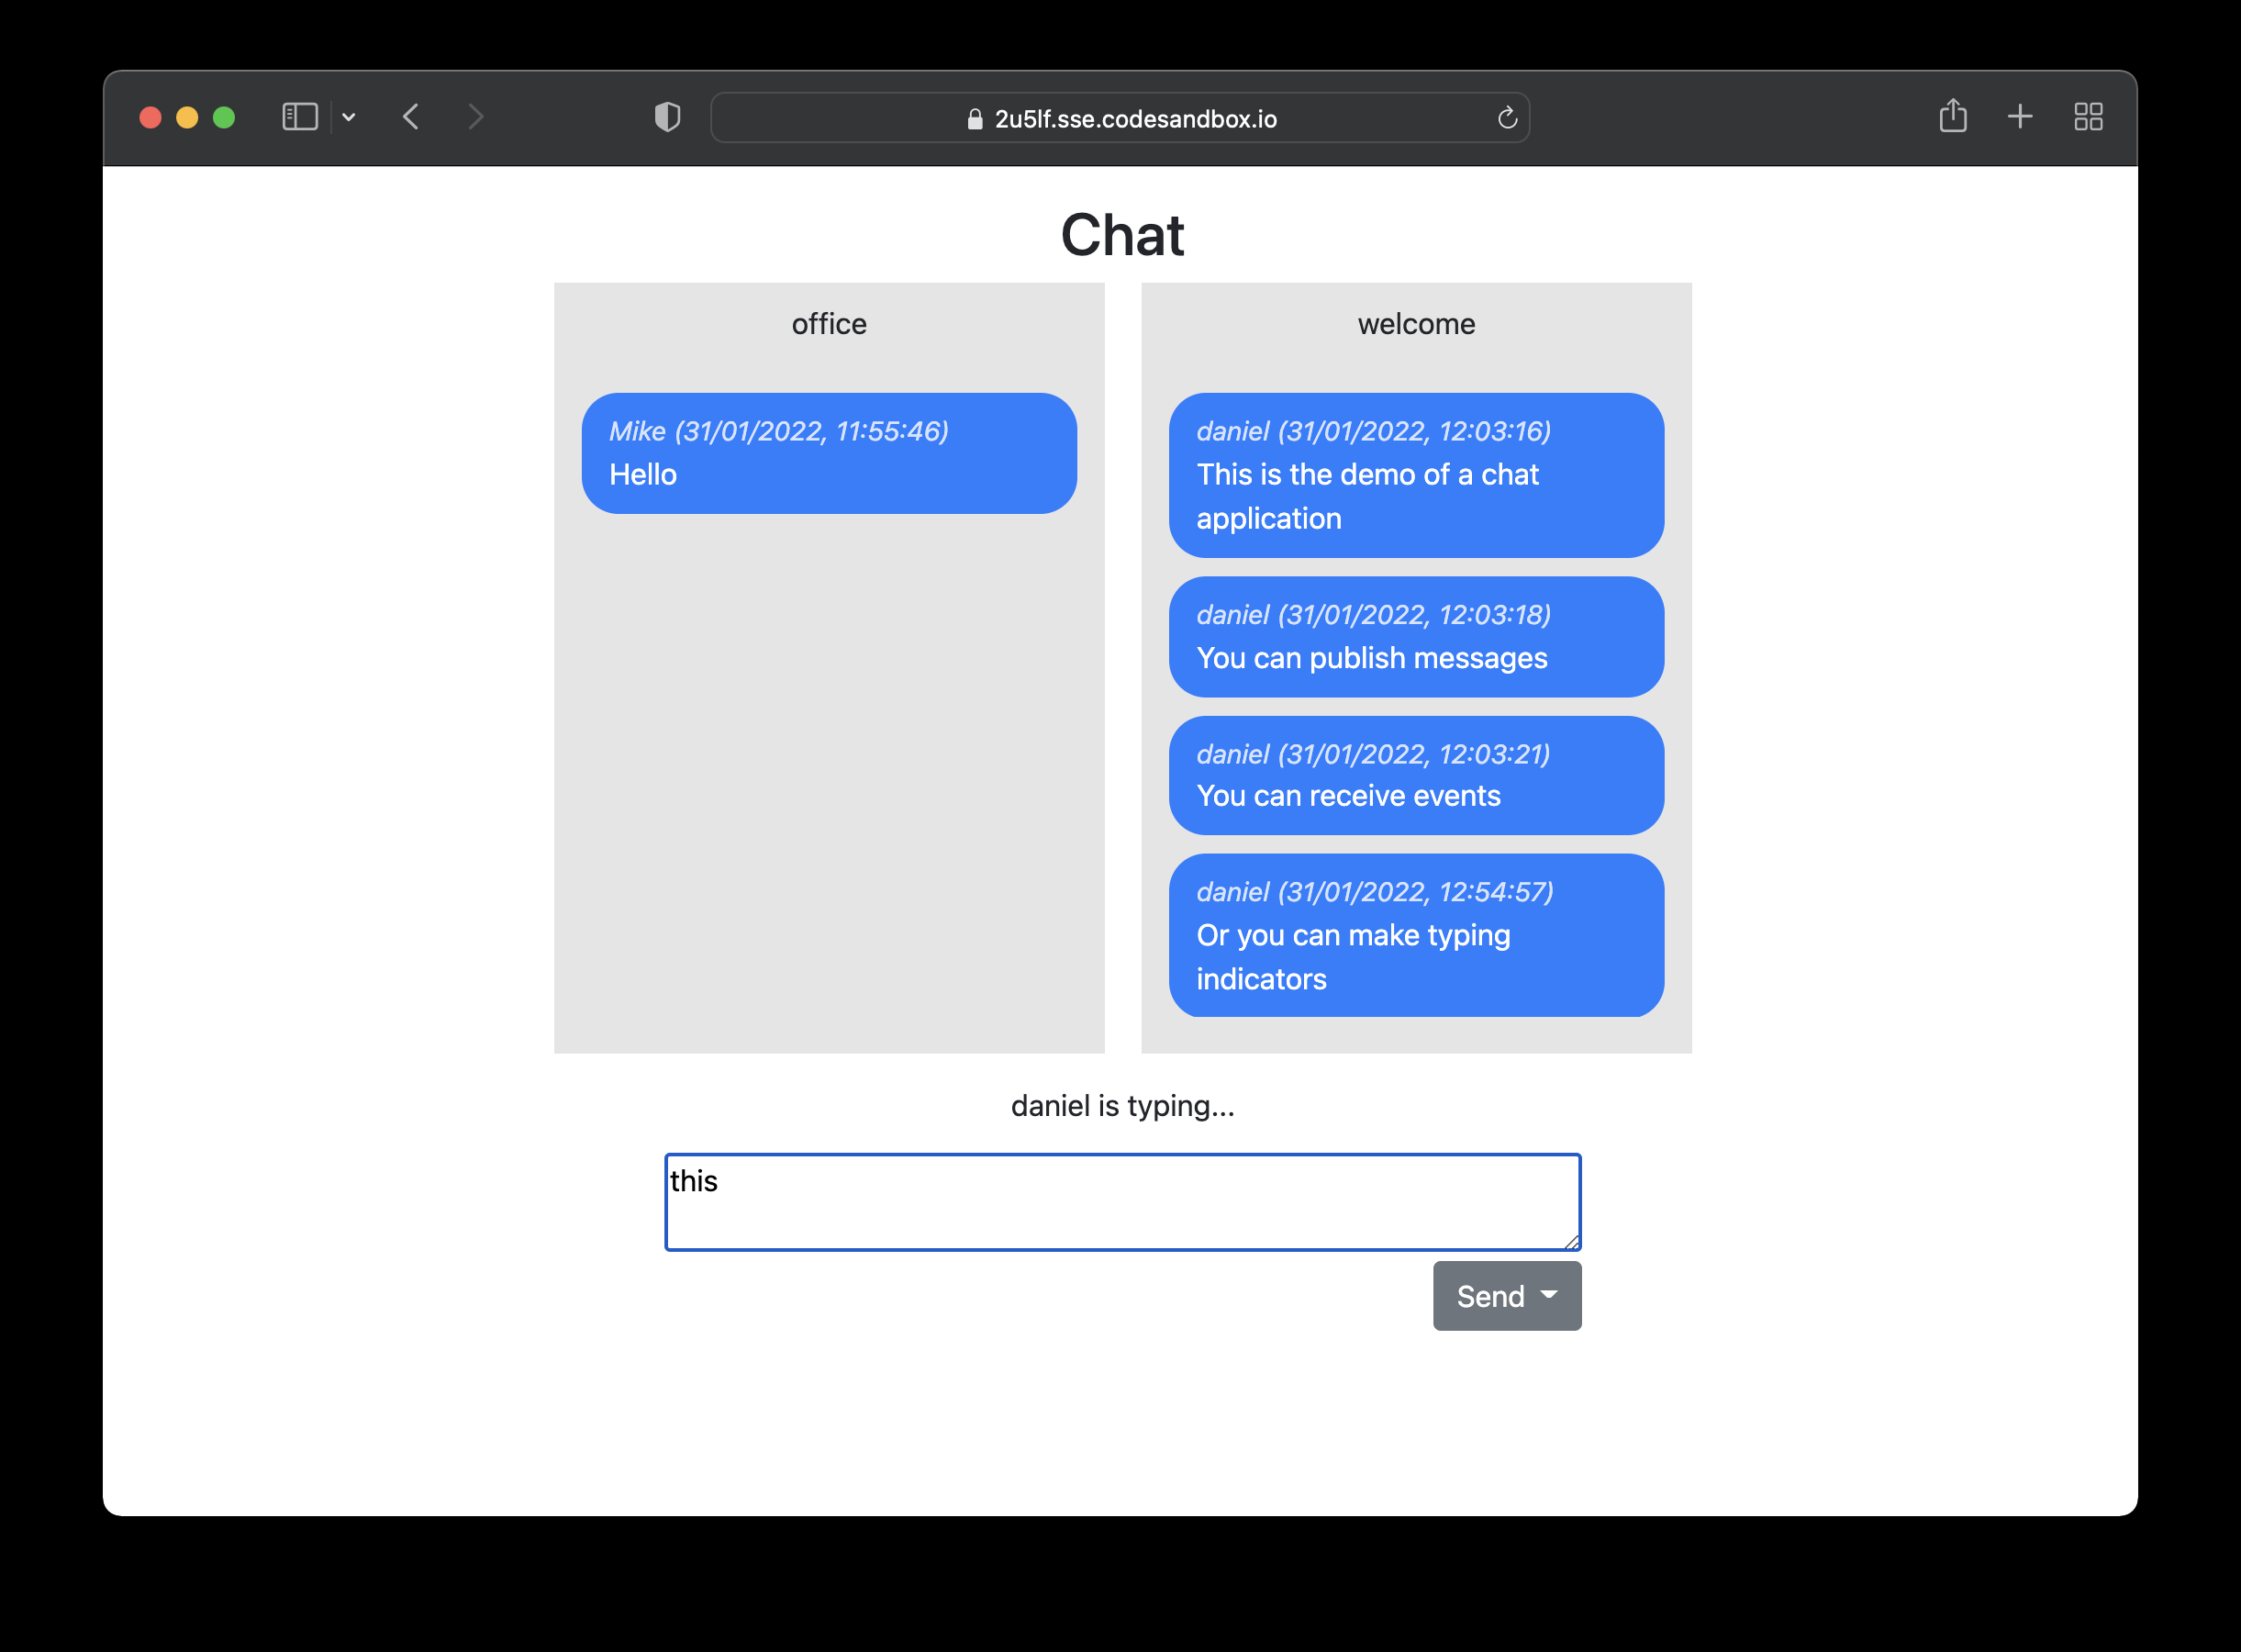 2u5lf.sse.codesandbox.io
Chat
office
Mike (31/01/2022, 11:55:46)
Hello
welcome
daniel (31/01/2022, 12:03:16)
This is the demo of a chat
application
daniel (31/01/2022, 12:03:18)
You can publish messages
daniel (31/01/2022, 12:03:21)
You can receive events
daniel (31/01/2022, 12:54:57)
Or you can make typing
indicators
daniel is typing...
this
Send